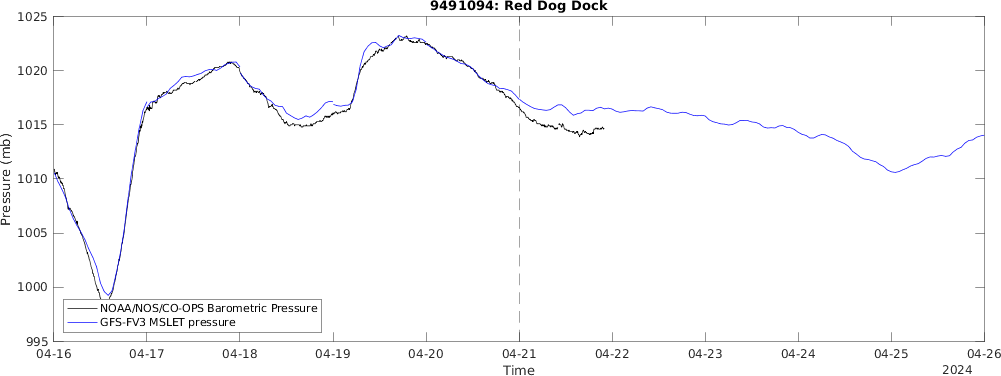 9491094: Red Dog Dock
1025
1020
1015
1010
1005
1000
995
Pressure (mb)
NOAA/NOS/CO-OPS Barometric Pressure
GFS-FV3 MSLET pressure
04-16 04-17 04-18 04-19 04-20 04-21 04-22 04-23 04-24 04-25 04-26
Time
2024